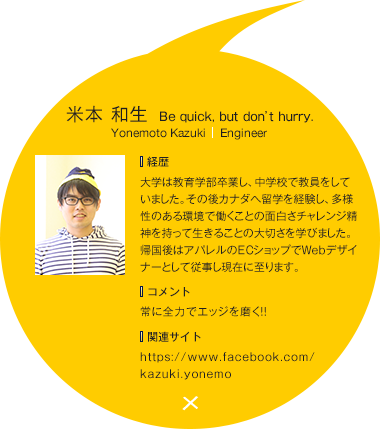 米本 和生 Be quick, but don't hurry.
Yonemoto Kazuki | Engineer
経歴
大学は教育学部卒業し、中学校で教員をして
いました。その後カナダへ留学を経験し、多様
性のある環境で働くことの面白さチャレンジ精
神を持って生きることの大切さを学びました。
帰国後はアパレルのECショップでWebデザイ
ナーとして従事し現在に至ります。
コメント
常に全力でエッジを磨く!!
関連サイト
https://www.facebook.com/
kazuki.yonemo